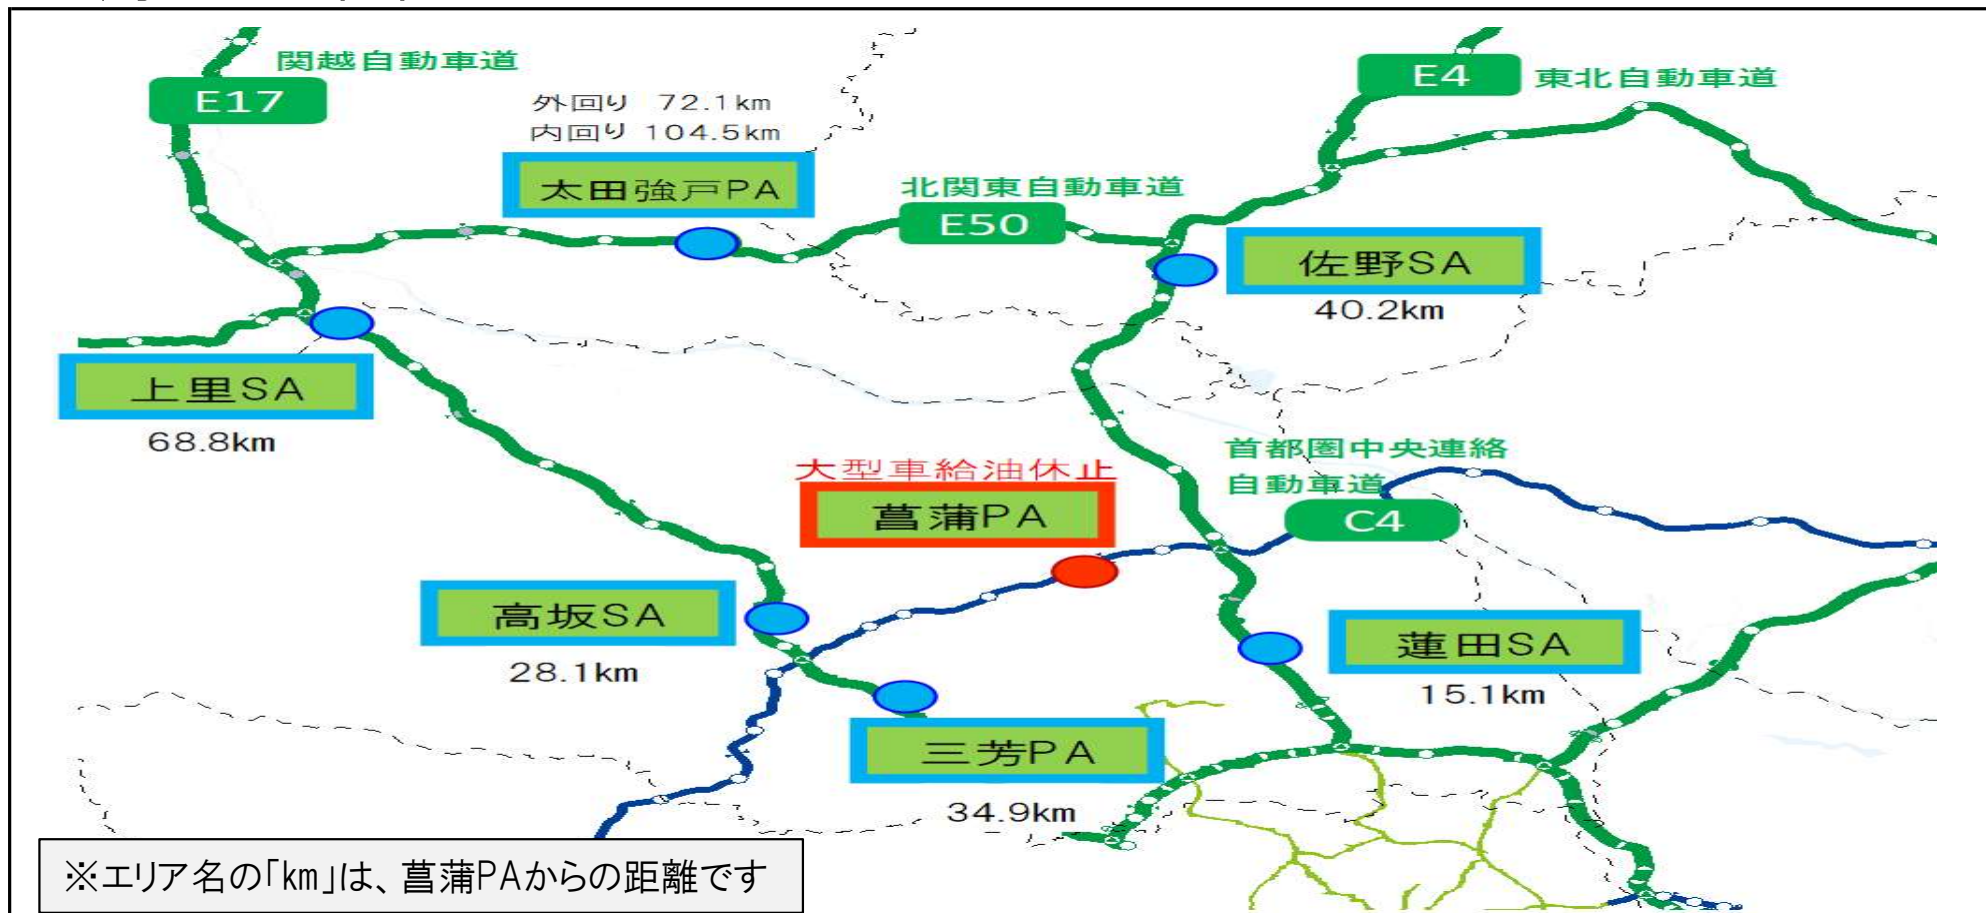 関越自動車道
E17
外回り 72.1km
内回り 104.5km
太田強戸PA
北関東自動車道
E50
E4
東北自動車道
佐野SA
40.2km
上里SA
68.8km
大型車給油休止
菖蒲PA
首都圏中央連絡
自動車道
C4
高坂SA
28.1km
蓮田SA
15.1km
三芳PA
34.9km
※エリア名の「km」は、菖蒲PAからの距離です